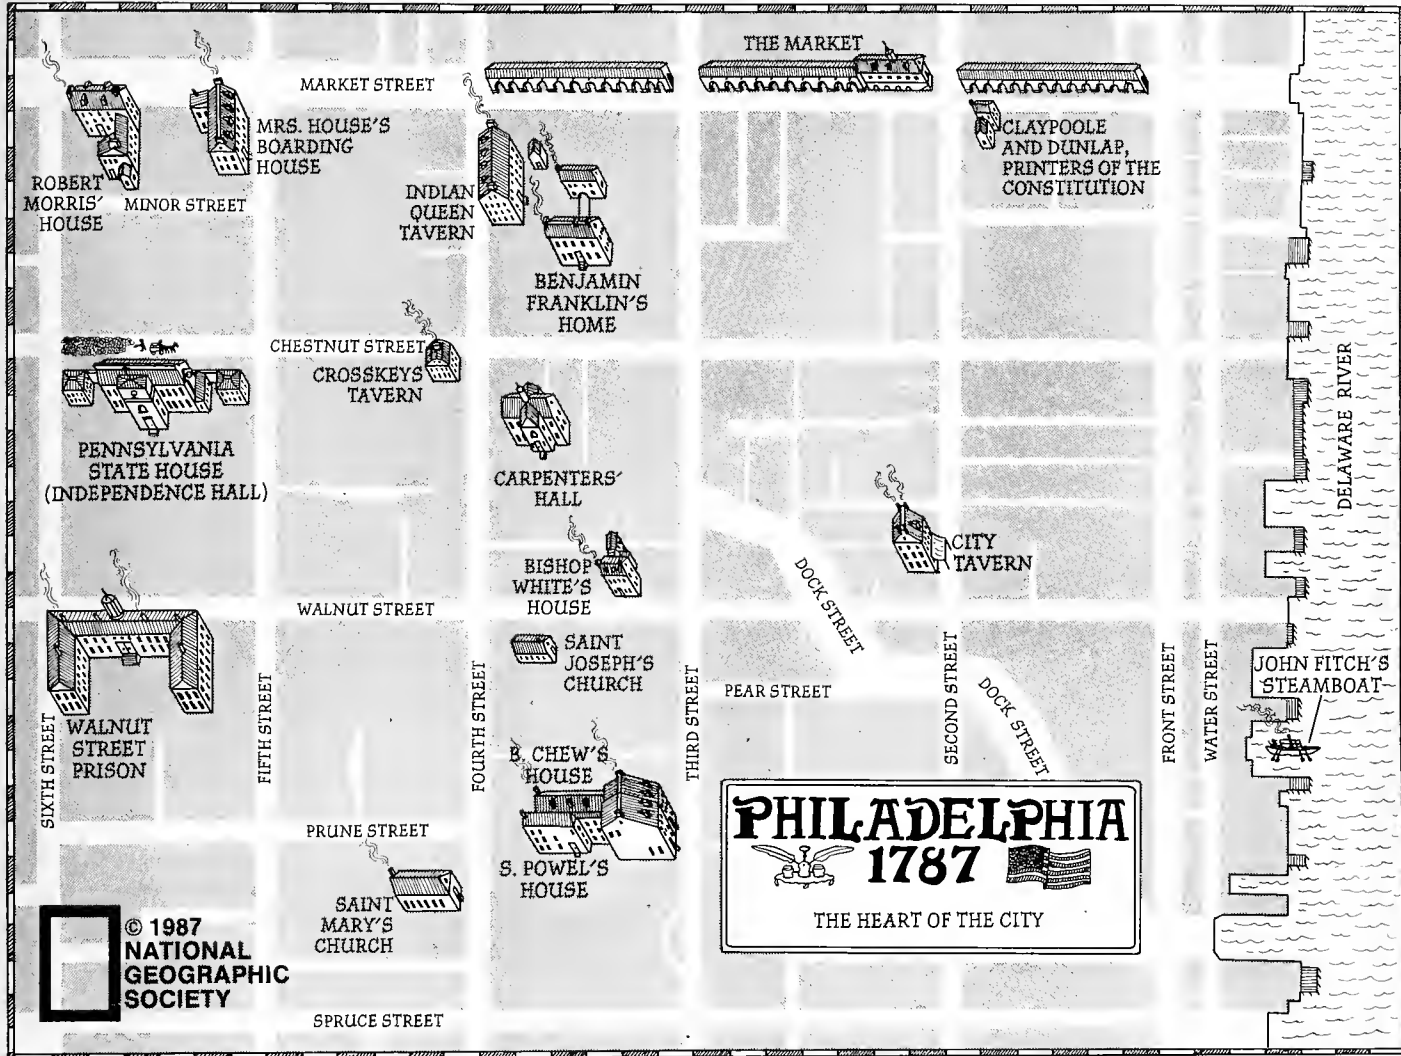 THE MARKET
MARKET STREET
MRS. HOUSE'S
BOARDING
HOUSE
CLAYPOOLE
AND DUNLAP,
PRINTERS OF THE
CONSTITUTION
ROBERT
MORRIS'
HOUSE
MINOR STREET
INDIAN
QUEEN
TAVERN
BENJAMIN
FRANKLIN'S
HOME
CHESTNUT STREET
CROSSKEYS
TAVERN
DELAWARE RIVER
PENNSYLVANIA
STATE HOUSE
(INDEPENDENCE HALL)
CARPENTERS'
HALL
CITY
TAVERN
BISHOP
WHITE'S
HOUSE
DOCK STREET
WALNUT STREET
SAINT
JOSEPH'S
CHURCH
PEAR STREET
JOHN FITCH'S
STEAMBOAT
WALNUT
STREET
PRISON
SIXTH STREET
FIFTH STREET
FOURTH STREET
THIRD STREET
SECOND STREET
DOCK STREET
FRONT STREET
WATER STREET
B. CHEW'S
HOUSE
PRUNE STREET
S. POWEL'S
HOUSE
SAINT
MARY'S
CHURCH
PHILADELPHIA
1787
THE HEART OF THE CITY
© 1987
NATIONAL
GEOGRAPHIC
SOCIETY
SPRUCE STREET